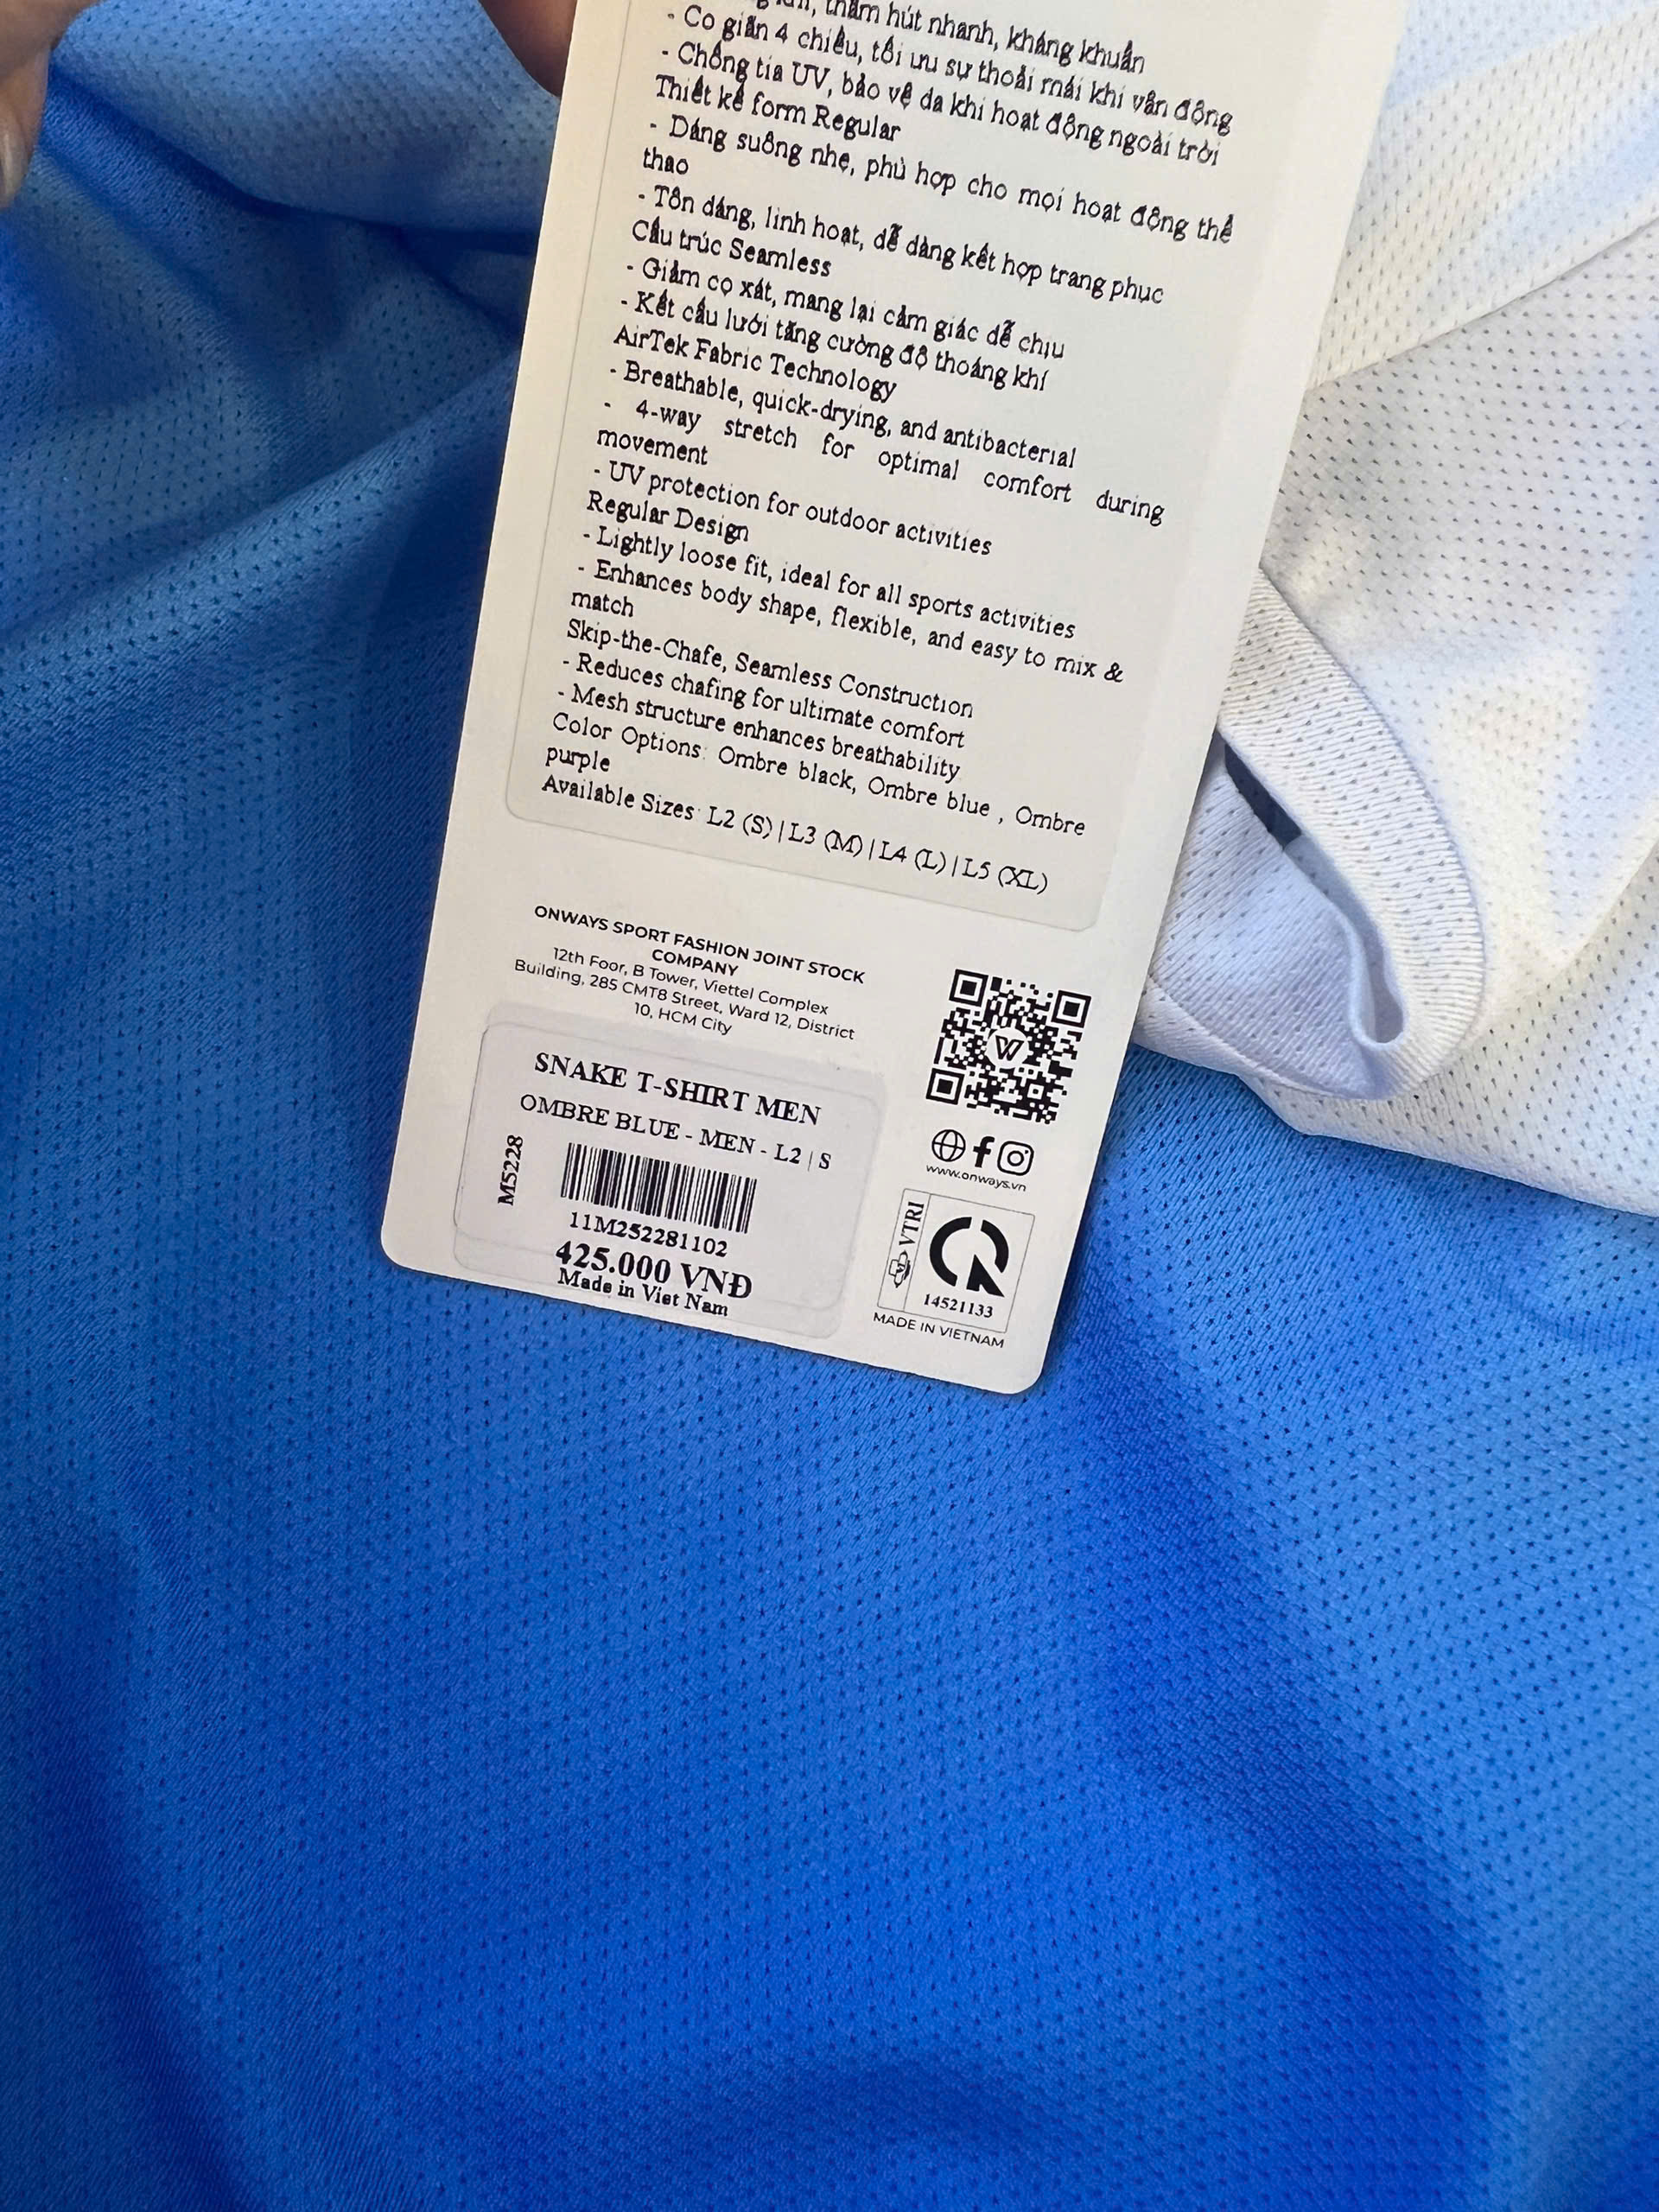 thấm hút nhanh, kháng khuẩn
- Co giãn 4 chiều, tối ưu sự thoải mái khi vận động
- Chống tia UV, bảo vệ da khi hoạt động ngoài trời
Thiết kế form Regular
- Dáng suông nhẹ, phù hợp cho mọi hoạt động thể
thao
- Tôn dáng, linh hoạt, dễ dàng kết hợp trang phục
Cấu trúc Seamless
- Giảm cọ xát, mang lại cảm giác dễ chịu
- Kết cấu lưới tăng cường độ thoáng khí
AirTek Fabric Technology
- Breathable, quick-drying, and antibacterial
- 4-way stretch for optimal comfort during
movement
- UV protection for outdoor activities
Regular Design
- Lightly loose fit, ideal for all sports activities
- Enhances body shape, flexible, and easy to mix &
match
Skip-the-Chafe, Seamless Construction
- Reduces chafing for ultimate comfort
- Mesh structure enhances breathability
Color Options: Ombre black, Ombre blue , Ombre
purple
Available Sizes: L2 (S) | L3 (M) | L4 (L) | L5 (XL)
ONWAYS SPORT FASHION JOINT STOCK
COMPANY
12th Foor, B Tower, Viettel Complex
Building, 285 CMT8 Street, Ward 12, District
10, HCM City
W
www.onways.vn
SNAKE T-SHIRT MEN
OMBRE BLUE - MEN - L2 | S
M5228
11M252281102
425.000 VNĐ
Made in Viet Nam
VTRI
14521133
MADE IN VIETNAM